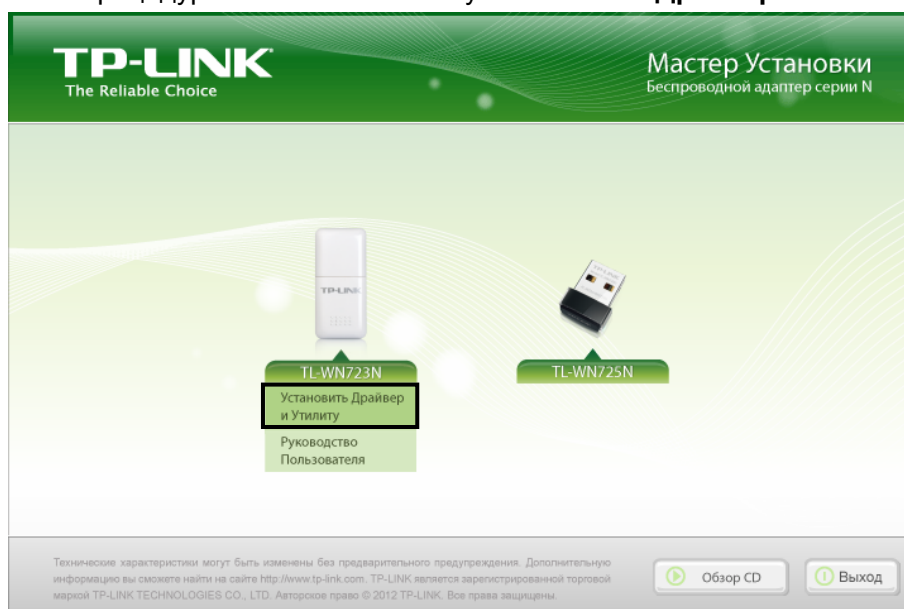 TP-LINK
The Reliable Choice
Мастер Установки
Беспроводной адаптер серии N
TP-LINK
TL-WN723N
TL-WN725N
Установить Драйвер
и Утилиту
Руководство
Пользователя
Технические характеристики могут быть изменены без предварительного предупреждения. Дополнительную
информацию вы сможете найти на сайте http://www.tp-link.com. TP-LINK является зарегистрированной торговой
маркой TP-LINK TECHNOLOGIES CO., LTD. Авторское право © 2012 TP-LINK. Все права защищены.
Обзор CD
Выход